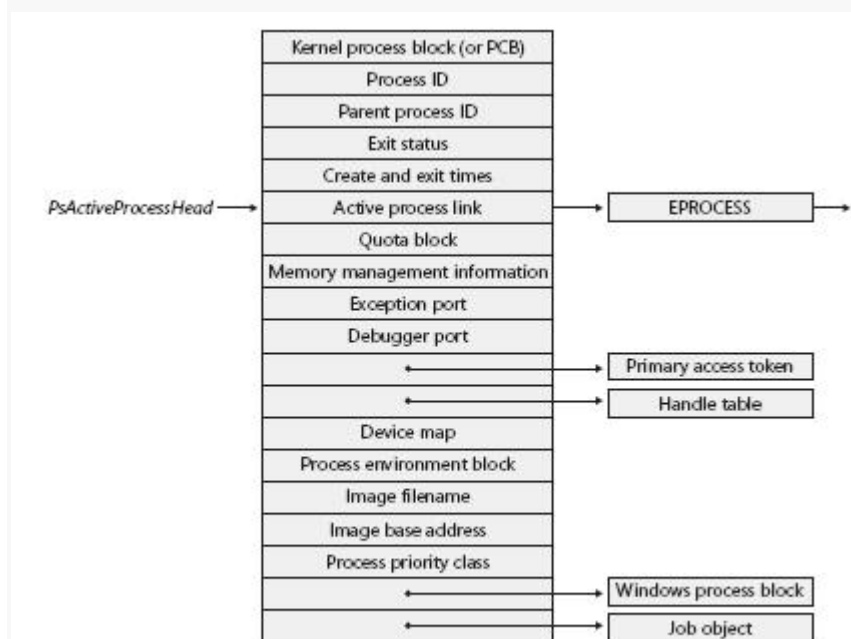 Kernel process block (or PCB)
Process ID
Parent process ID
Exit status
Create and exit times
PsActiveProcessHead
Active process link
EPROCESS
Quota block
Memory management information
Exception port
Debugger port
Primary access token
Handle table
Device map
Process environment block
Image filename
Image base address
Process priority class
Windows process block
Job object